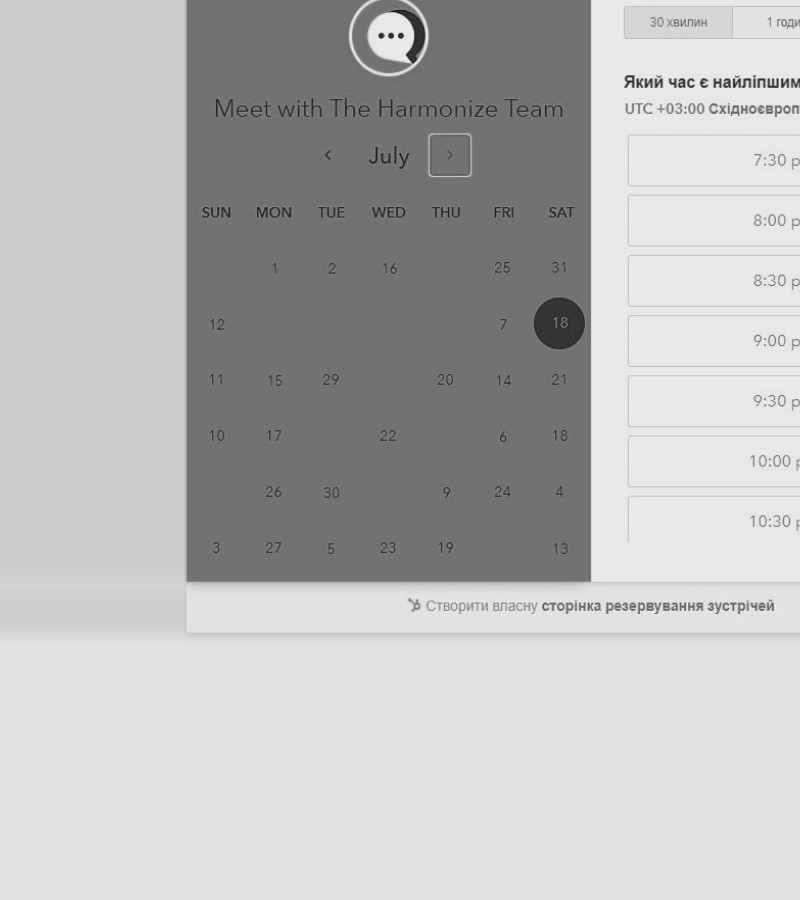 30 хвилин 1
Meet with The Harmonize Team
Який час є
UTC +03:00
July
7:30
SUN MON TUE WED THU FRI SAT
8:00
1 2 16 25 31
8:30
12 7 18
9:00
11 15 29 20 14 21
9:30
10 17 22 6 18
10:00
26 30 9 24 4
10:30
3 27 5 23 19 13
Створити власну сторінка резервування зустрічей